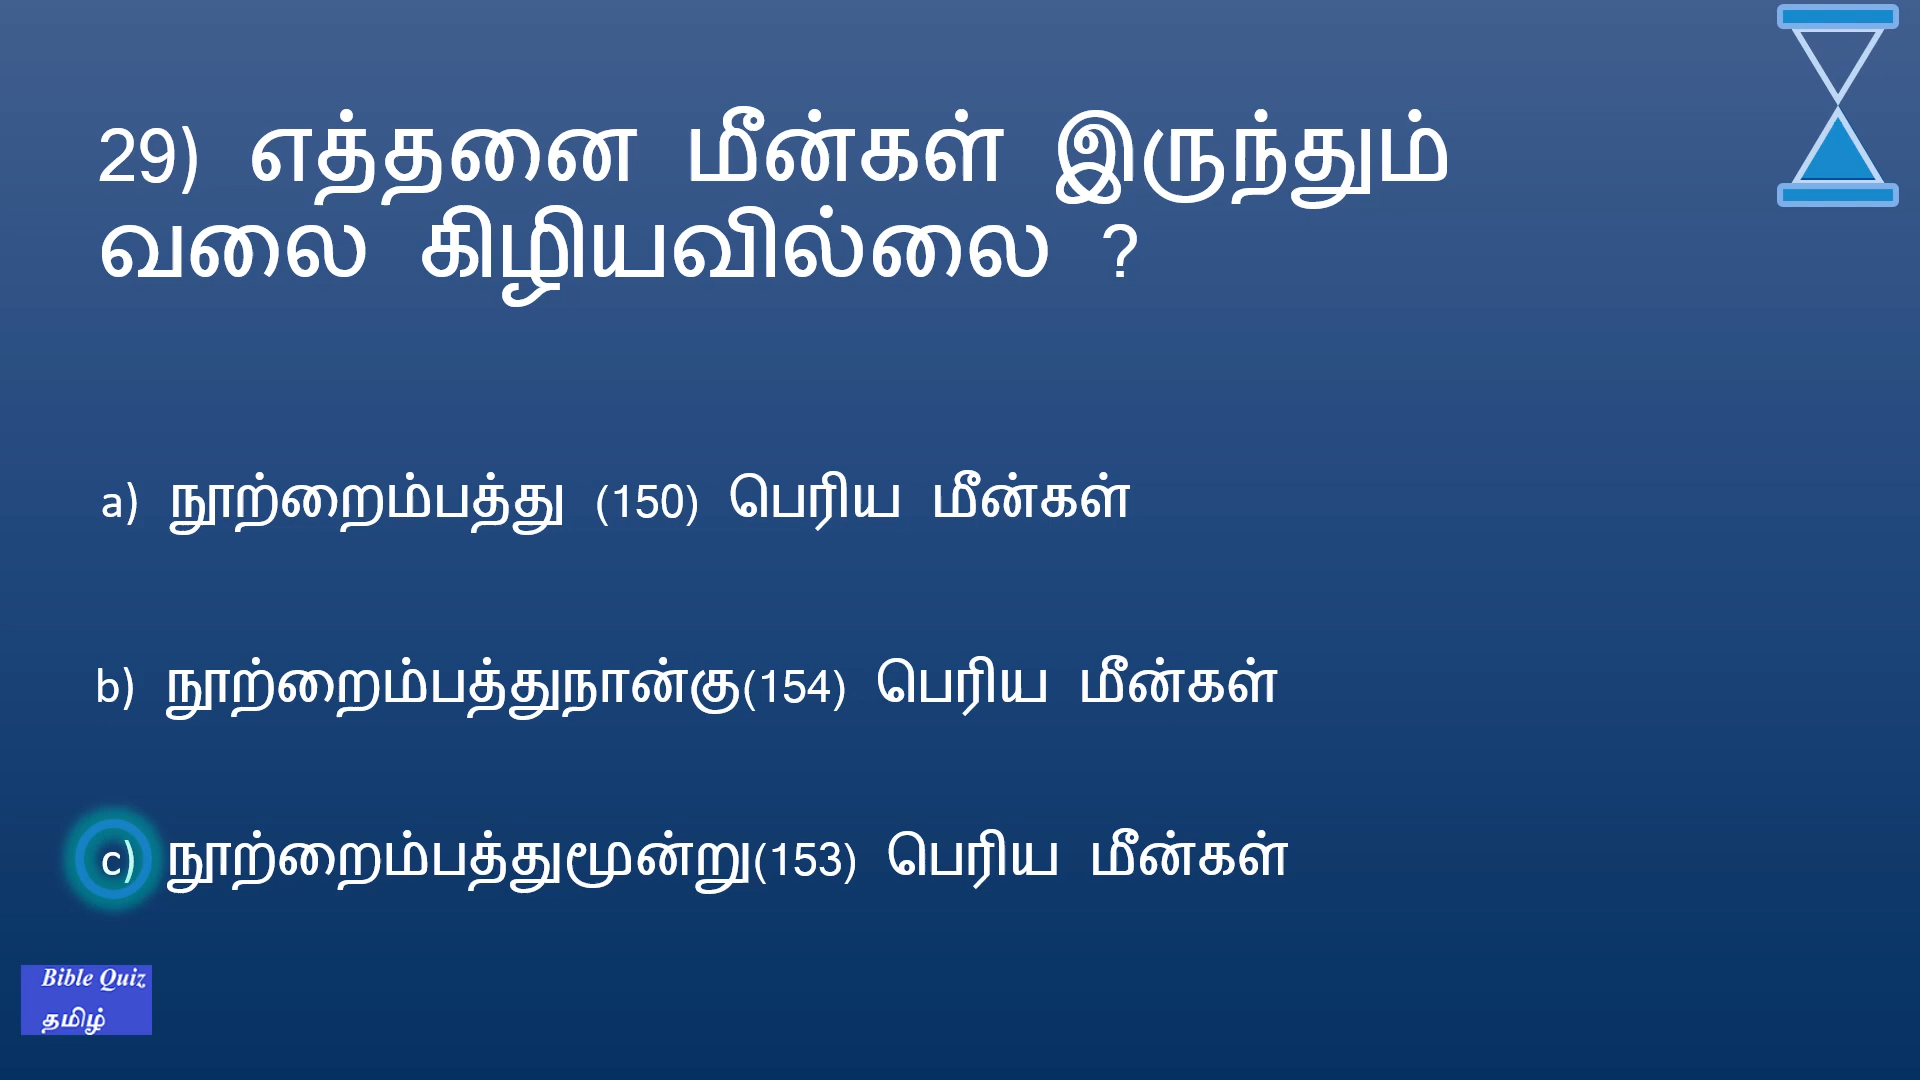 29) எத்தனை மீன்கள் இருந்தும்
வலை கிழியவில்லை ?
a) நூற்றைம்பத்து (150) பெரிய மீன்கள்
b) நூற்றைம்பத்துநான்கு(154) பெரிய மீன்கள்
c) நூற்றைம்பத்துமூன்று(153) பெரிய மீன்கள்
Bible Quiz
தமிழ்